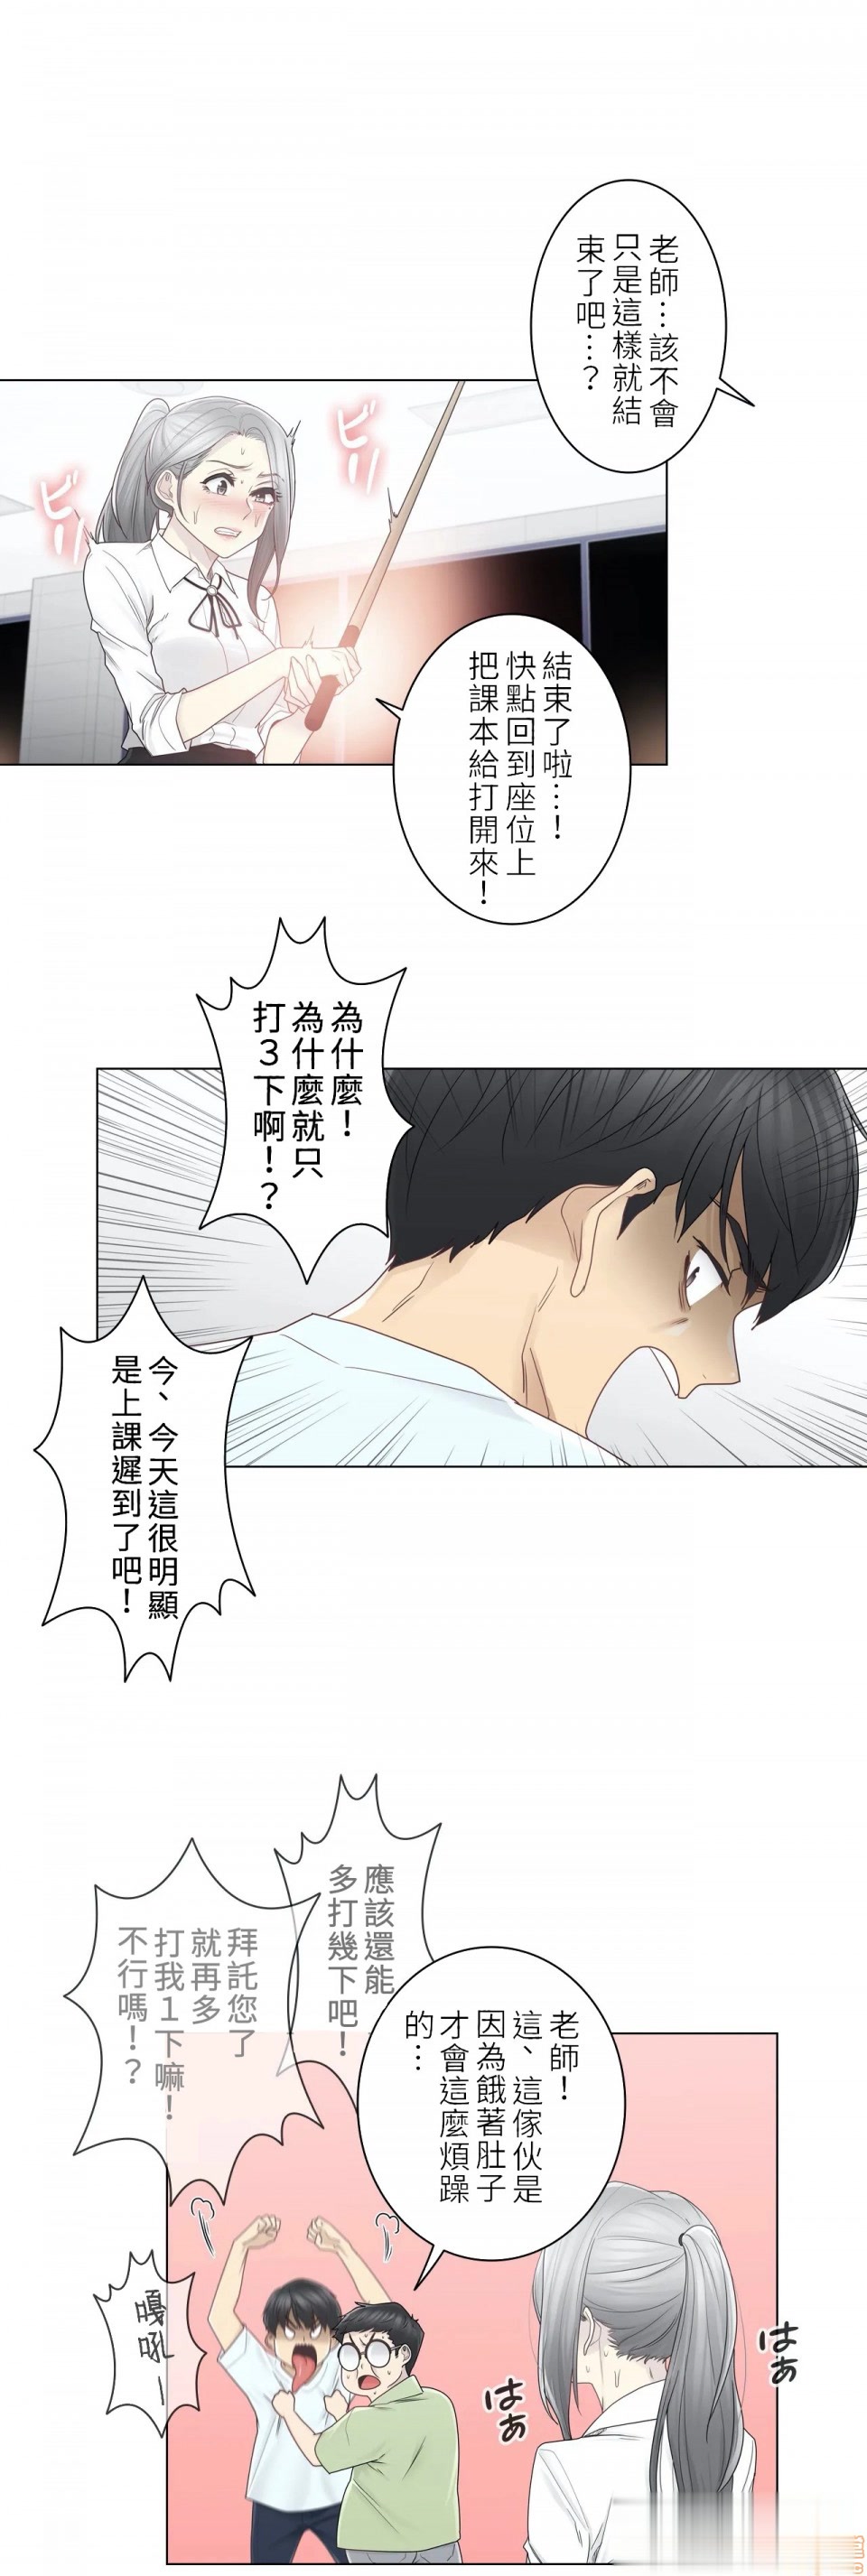 老師…該不會
只是這樣就結
束了吧…？
ビリ
ビリ
結束了啦…！
快點回到座位上
把課本給打開來！
為什麼！
為什麼就只
打３下啊！？
今、今天這很明顯
是上課遲到了吧！
應該還能
多打幾下吧！
拜託您了
就再多
打我１下嘛！
不行嗎！？
老師！
這、這傢伙是
因為餓著肚子
才會這麼煩躁
的…
嘎吼—
はぁ
はぁ